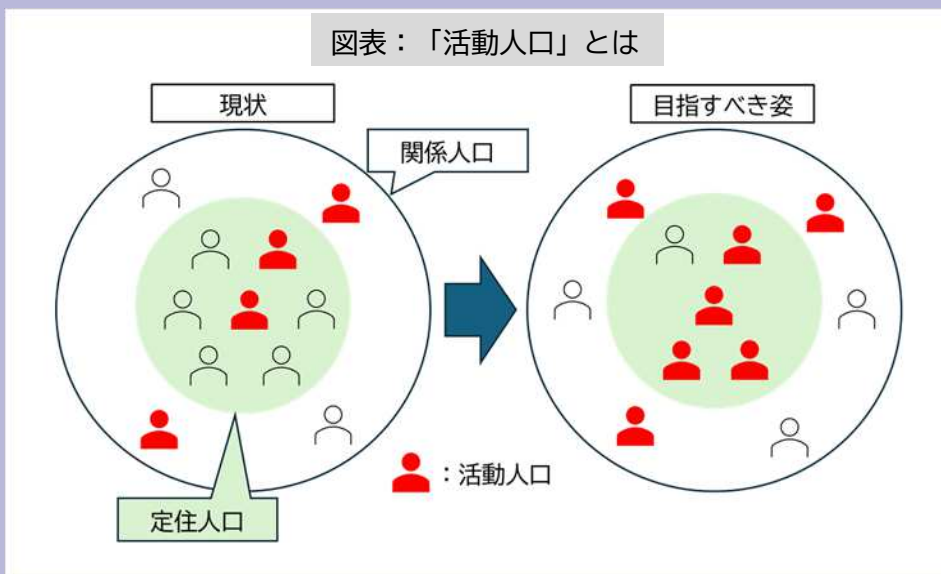 図表：「活動人口」とは
現状
目指すべき姿
関係人口
：活動人口
定住人口